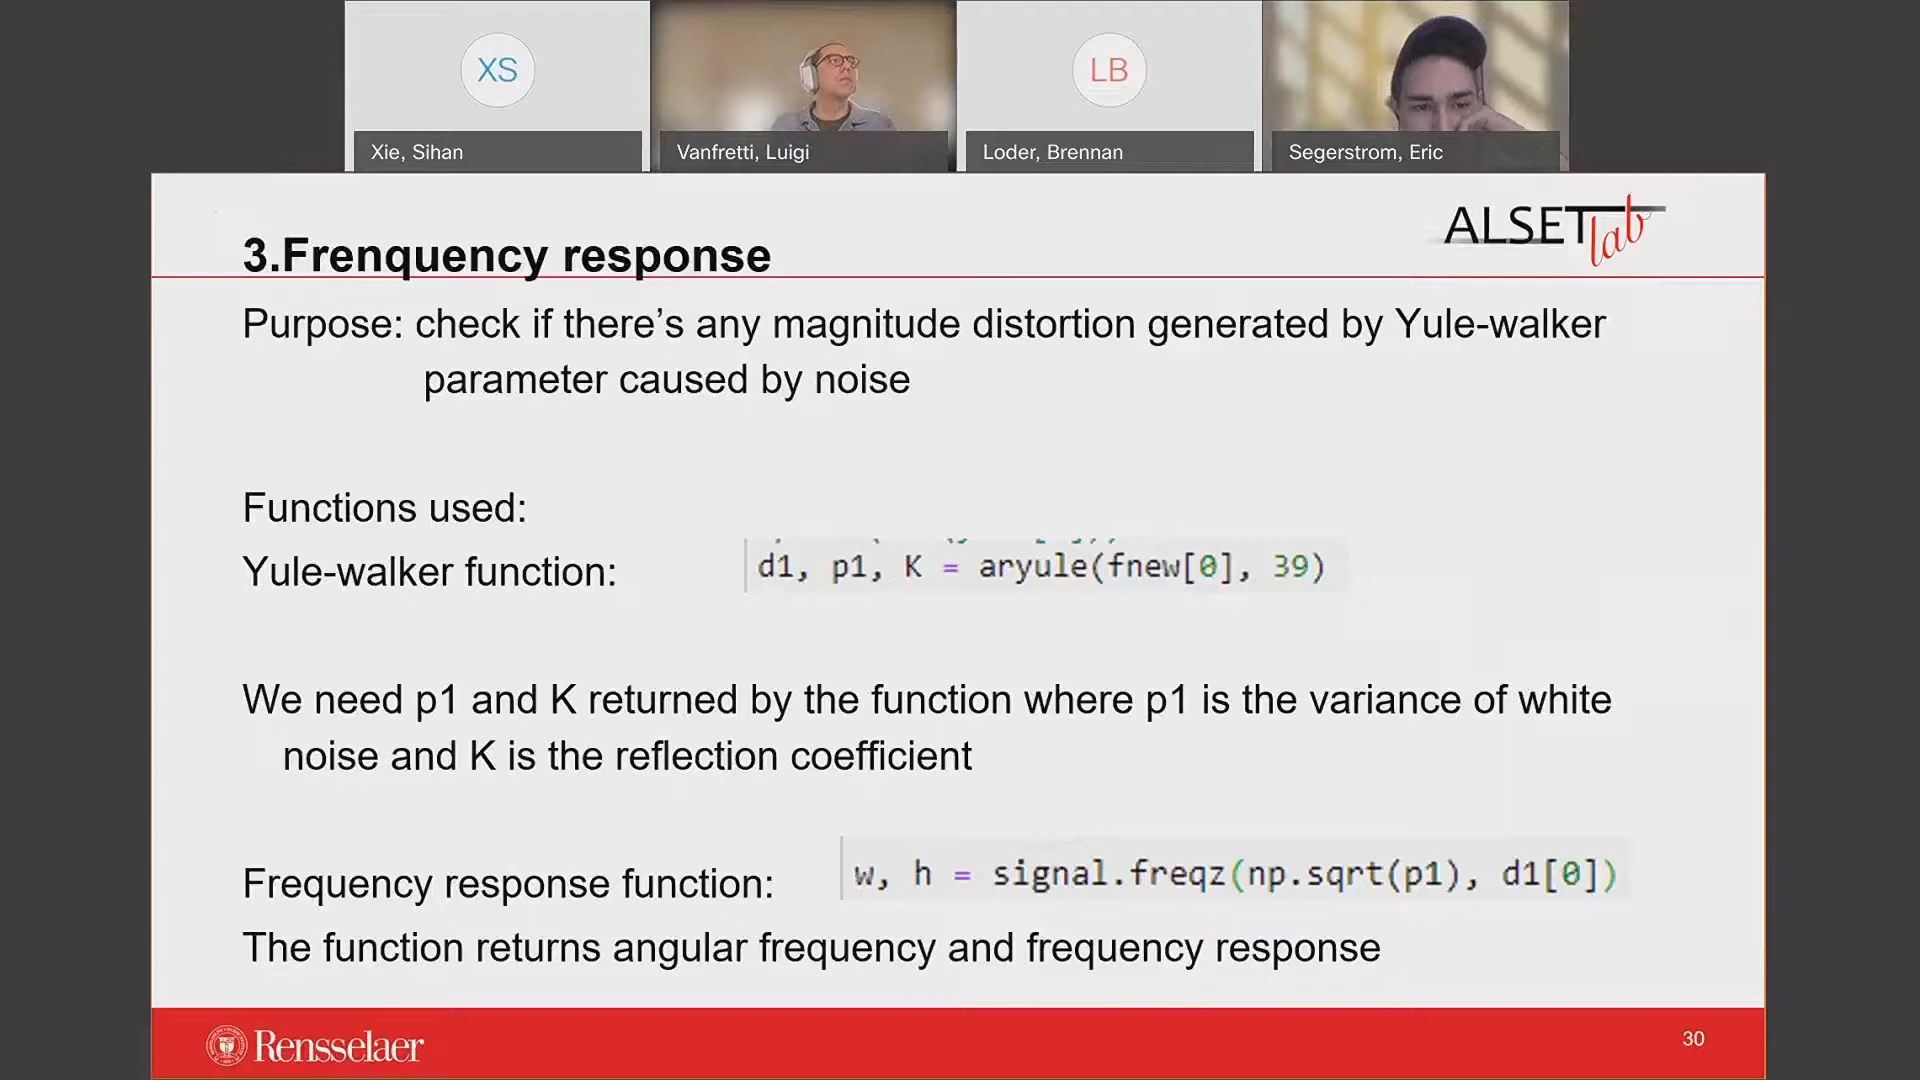 XS
LB
Xie, Sihan
Vanfretti, Luigi
Loder, Brennan
Segerstrom, Eric
ALSETlab
3.Frenquency response
Purpose: check if there’s any magnitude distortion generated by Yule-walker
parameter caused by noise
Functions used:
Yule-walker function:
d1, p1, K = aryule(fnew[0], 39)
We need p1 and K returned by the function where p1 is the variance of white
noise and K is the reflection coefficient
Frequency response function:
w, h = signal.freqz(np.sqrt(p1), d1[0])
The function returns angular frequency and frequency response
Rensselaer
30